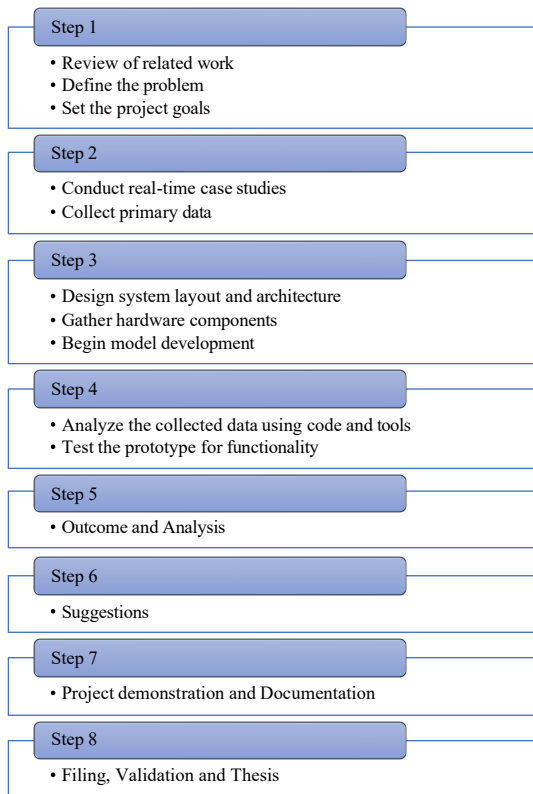 Step 1
• Review of related work
• Define the problem
• Set the project goals
Step 2
• Conduct real-time case studies
• Collect primary data
Step 3
• Design system layout and architecture
• Gather hardware components
• Begin model development
Step 4
• Analyze the collected data using code and tools
• Test the prototype for functionality
Step 5
• Outcome and Analysis
Step 6
• Suggestions
Step 7
• Project demonstration and Documentation
Step 8
• Filing, Validation and Thesis